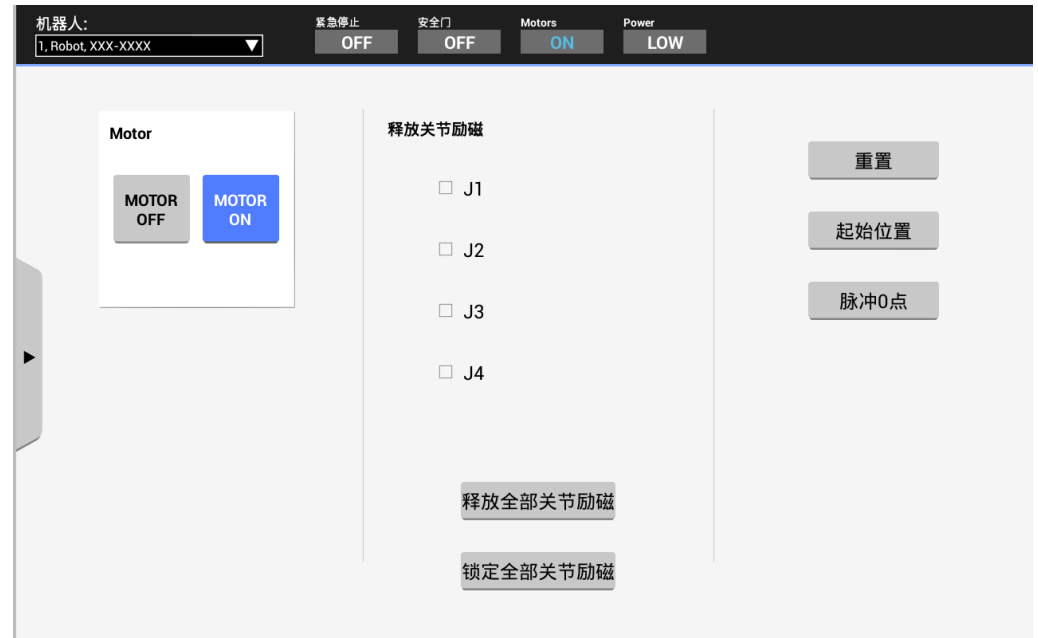 机器人:
1, Robot, XXX-XXXX
紧急停止
OFF
安全门
OFF
Motors
ON
Power
LOW
Motor
MOTOR
OFF
MOTOR
ON
释放关节励磁
J1
J2
J3
J4
释放全部关节励磁
锁定全部关节励磁
重置
起始位置
脉冲0点